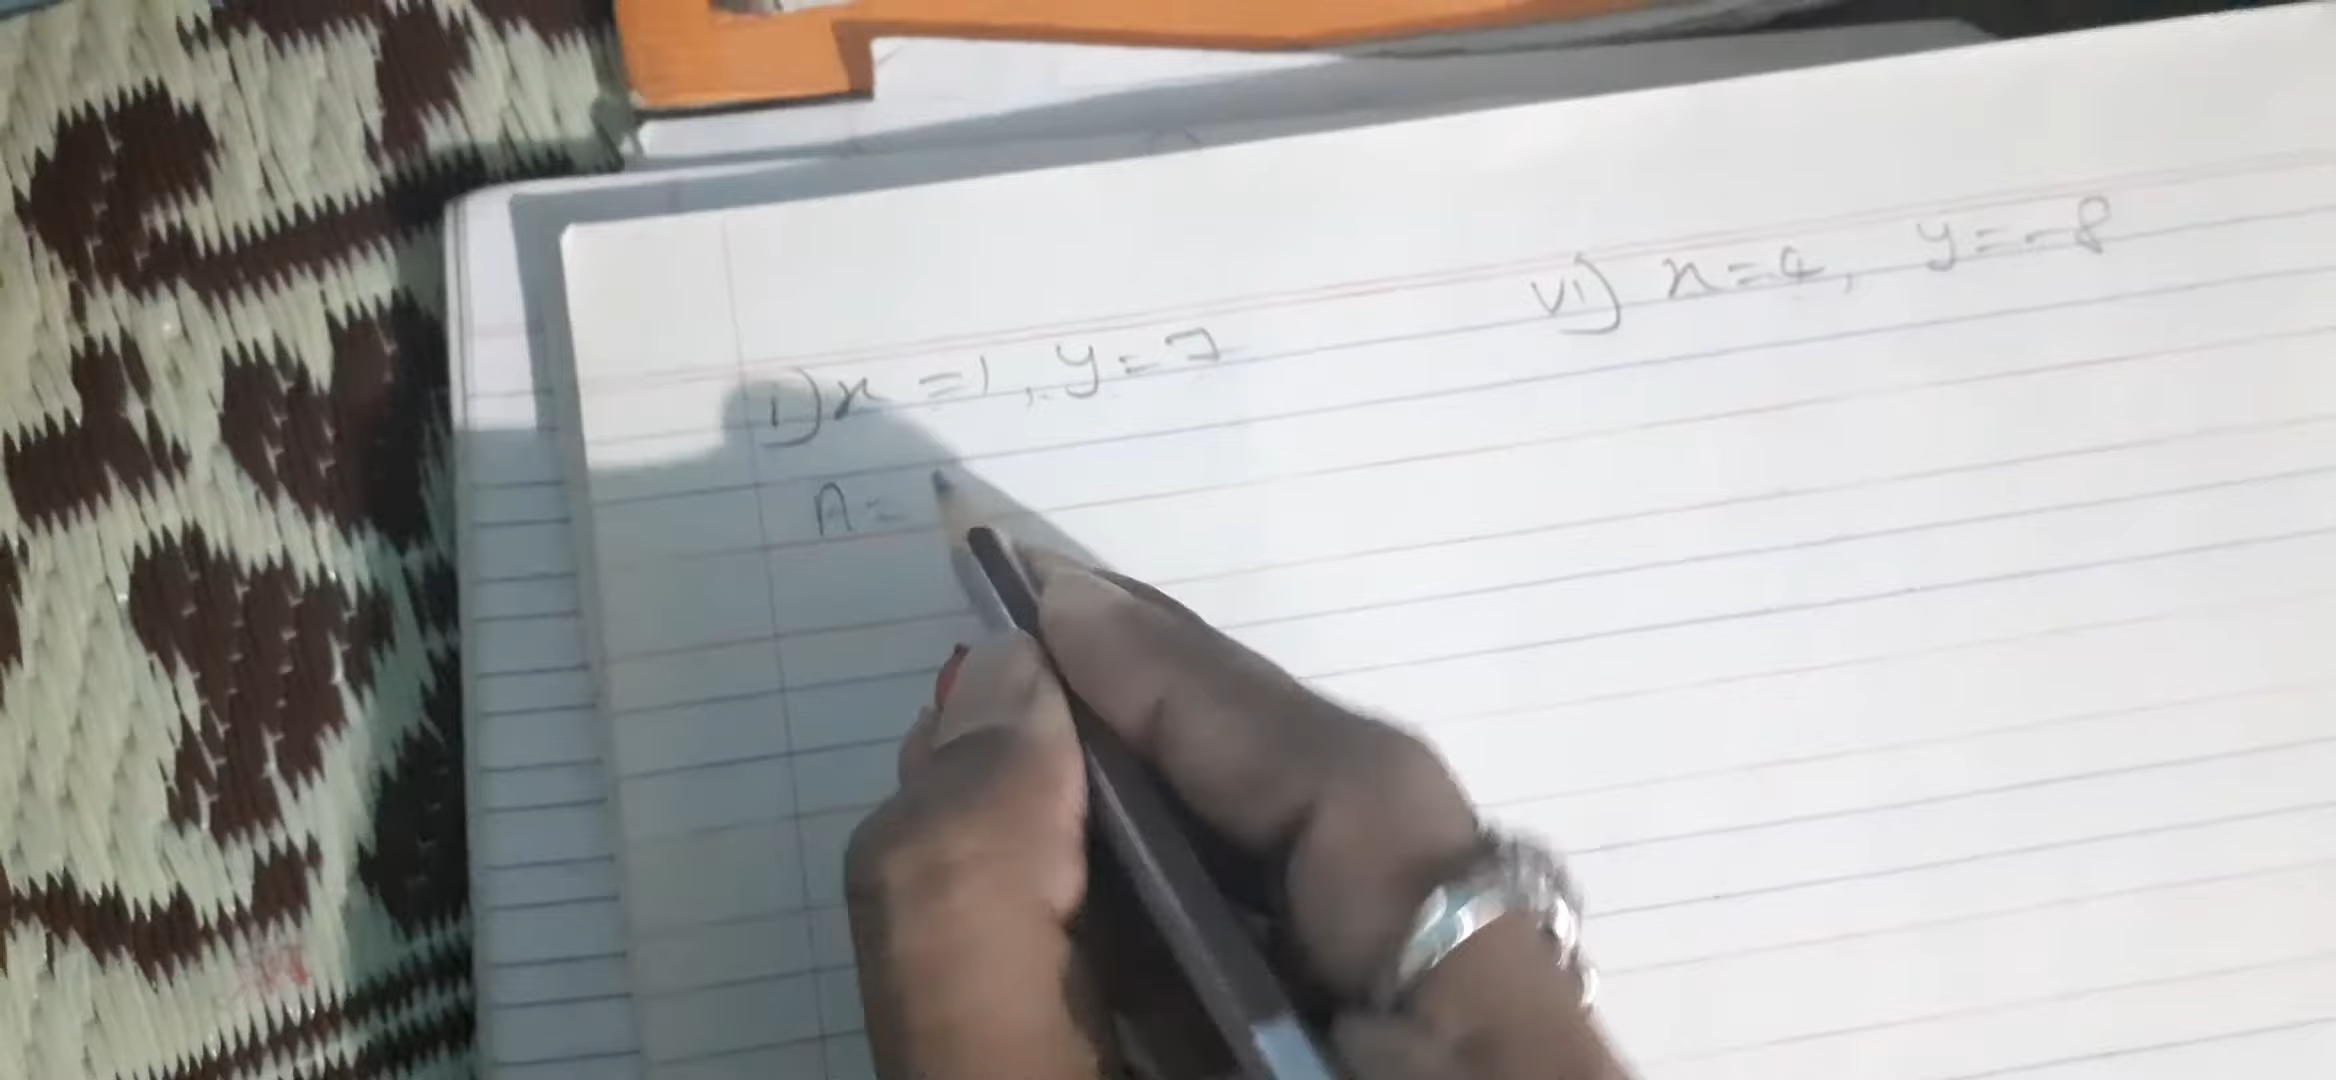 i) x = 1, y = 7
A =
vi) x = 4, y = -8